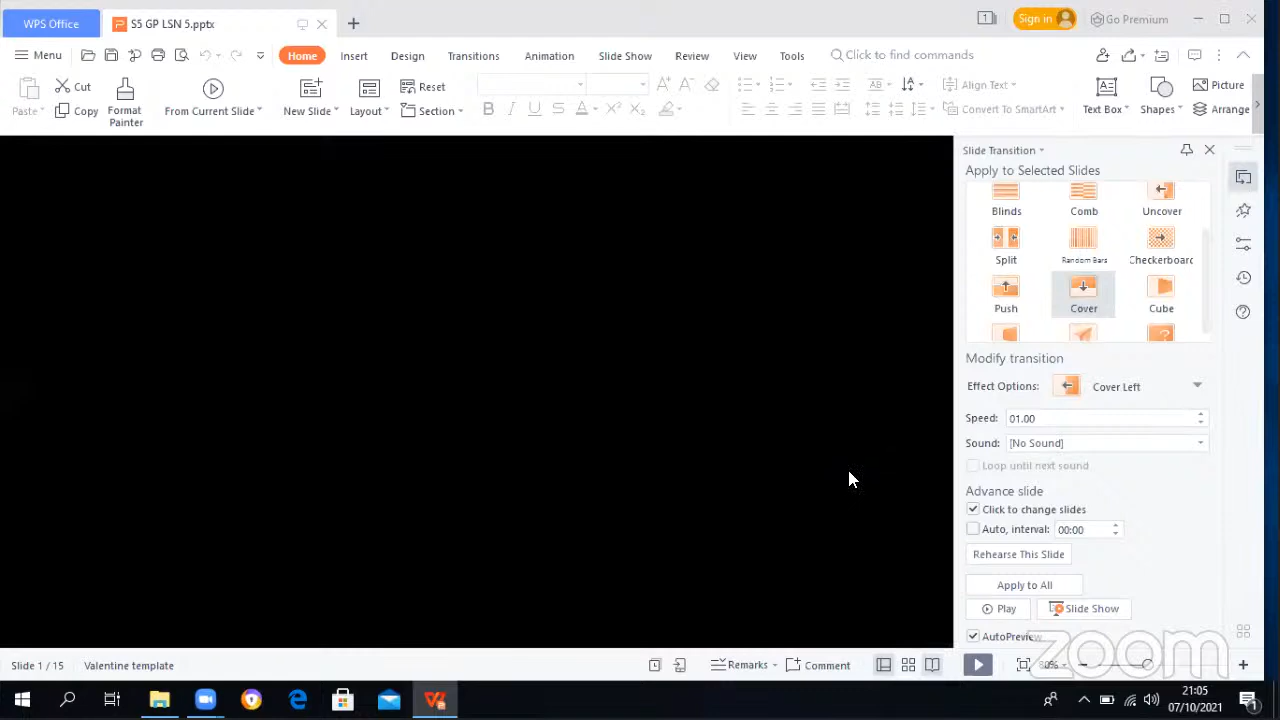 WPS Office
S5 GP LSN 5.pptx
1
Sign in
Go Premium
Menu
Home
Insert
Design
Transitions
Animation
Slide Show
Review
View
Tools
Click to find commands
Paste
Cut
Copy
Format
Painter
From Current Slide
New Slide
Layout
Reset
Section
B I U S A X² X₂
Align Text
Convert To SmartArt
Text Box
Shapes
Picture
Arrange
Slide Transition
Apply to Selected Slides
Blinds
Comb
Uncover
Split
Random Bars
Checkerboard
Push
Cover
Cube
Modify transition
Effect Options:
Cover Left
Speed:
01.00
Sound:
[No Sound]
Loop until next sound
Advance slide
Click to change slides
Auto, interval:
00:00
Rehearse This Slide
Apply to All
Play
Slide Show
AutoPreview
zoom
Slide 1 / 15
Valentine template
Remarks
Comment
80%
21:05
07/10/2021
1